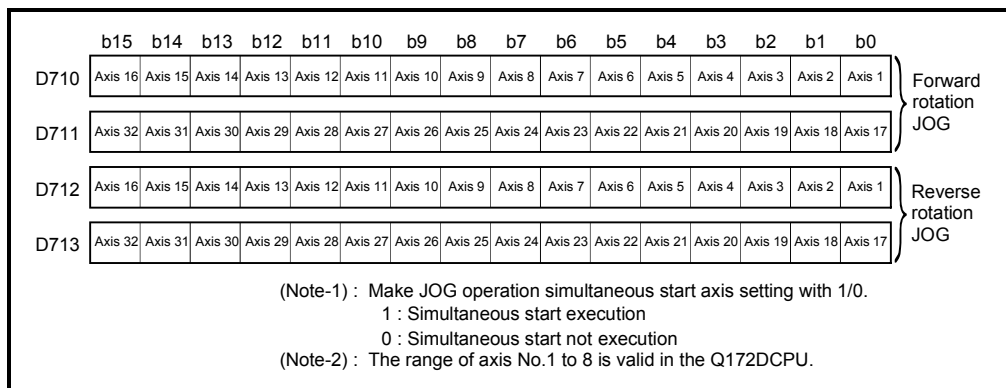 b15 b14 b13 b12 b11 b10 b9 b8 b7 b6 b5 b4 b3 b2 b1 b0
D710 Axis 16 Axis 15 Axis 14 Axis 13 Axis 12 Axis 11 Axis 10 Axis 9 Axis 8 Axis 7 Axis 6 Axis 5 Axis 4 Axis 3 Axis 2 Axis 1
D711 Axis 32 Axis 31 Axis 30 Axis 29 Axis 28 Axis 27 Axis 26 Axis 25 Axis 24 Axis 23 Axis 22 Axis 21 Axis 20 Axis 19 Axis 18 Axis 17
Forward
rotation
JOG
D712 Axis 16 Axis 15 Axis 14 Axis 13 Axis 12 Axis 11 Axis 10 Axis 9 Axis 8 Axis 7 Axis 6 Axis 5 Axis 4 Axis 3 Axis 2 Axis 1
D713 Axis 32 Axis 31 Axis 30 Axis 29 Axis 28 Axis 27 Axis 26 Axis 25 Axis 24 Axis 23 Axis 22 Axis 21 Axis 20 Axis 19 Axis 18 Axis 17
Reverse
rotation
JOG
(Note-1) : Make JOG operation simultaneous start axis setting with 1/0.
1 : Simultaneous start execution
0 : Simultaneous start not execution
(Note-2) : The range of axis No.1 to 8 is valid in the Q172DCPU.